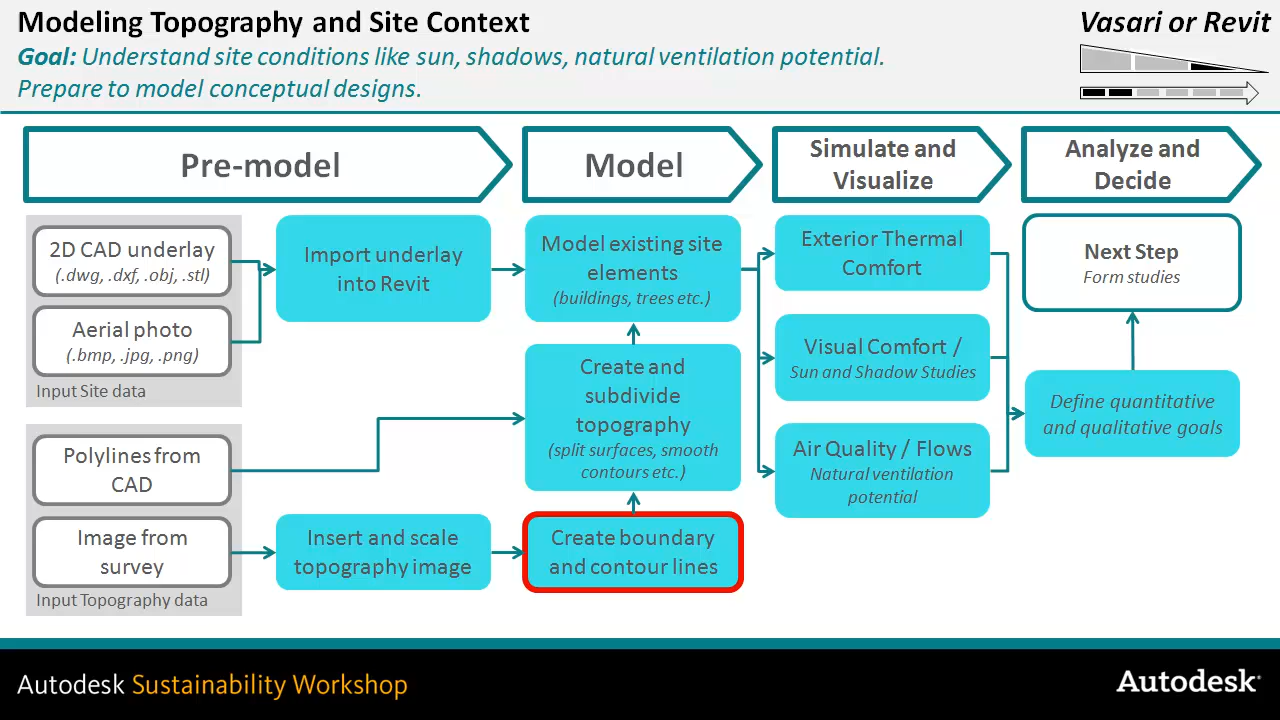 Modeling Topography and Site Context
Vasari or Revit
Goal: Understand site conditions like sun, shadows, natural ventilation potential.
Prepare to model conceptual designs.
Pre-model
Model
Simulate and
Visualize
Analyze and
Decide
2D CAD underlay
(.dwg, .dxf, .obj, .stl)
Aerial photo
(.bmp, .jpg, .png)
Input Site data
Polylines from
CAD
Image from
survey
Input Topography data
Import underlay
into Revit
Insert and scale
topography image
Model existing site
elements
(buildings, trees etc.)
Create and
subdivide
topography
(split surfaces, smooth
contours etc.)
Create boundary
and contour lines
Exterior Thermal
Comfort
Visual Comfort /
Sun and Shadow Studies
Air Quality / Flows
Natural ventilation
potential
Next Step
Form studies
Define quantitative
and qualitative goals
Autodesk Sustainability Workshop
Autodesk